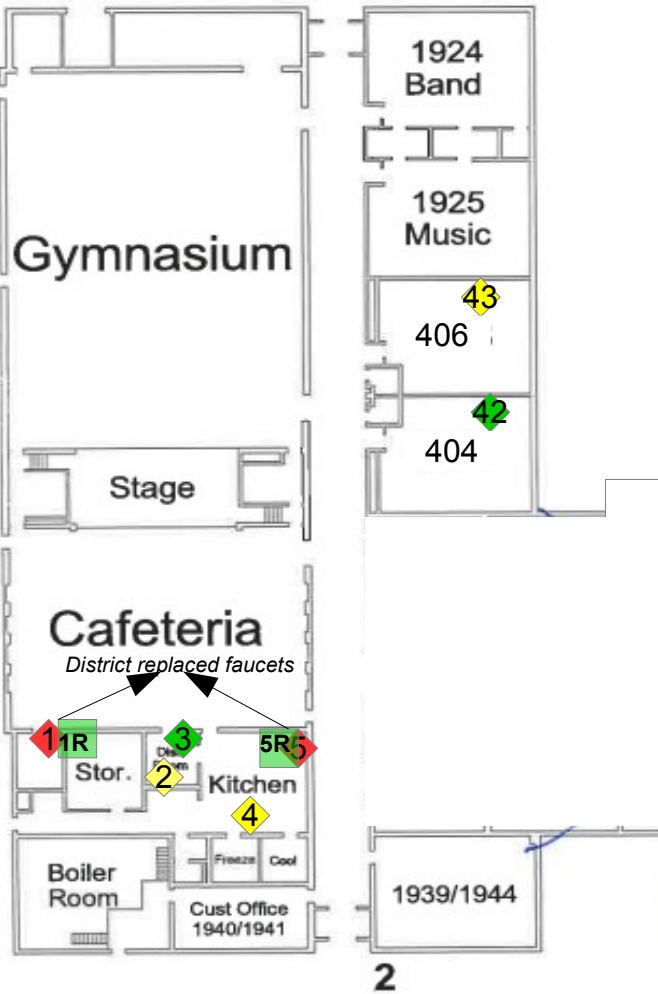 1924
Band
1925
Music
Gymnasium
43
406
42
404
Stage
Cafeteria
District replaced faucets
1
1R
3
5R
5
Stor.
2
Kitchen
4
Boiler
Room
Freeze
Cool
1939/1944
Cust Office
1940/1941
2